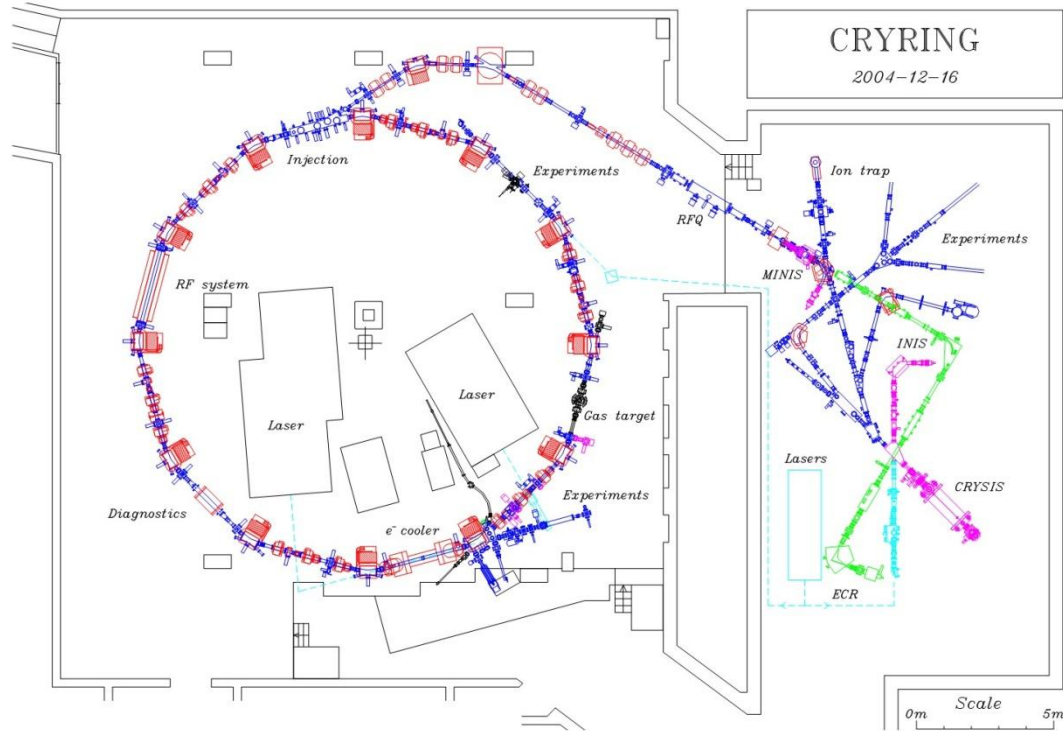 CRYRING
2004-12-16
Injection
Experiments
Ion trap
RFQ
Experiments
MINIS
RF system
INIS
Laser
Laser
Gas target
Lasers
Experiments
CRYSIS
Diagnostics
e⁻ cooler
ECR
Scale
0m 5m